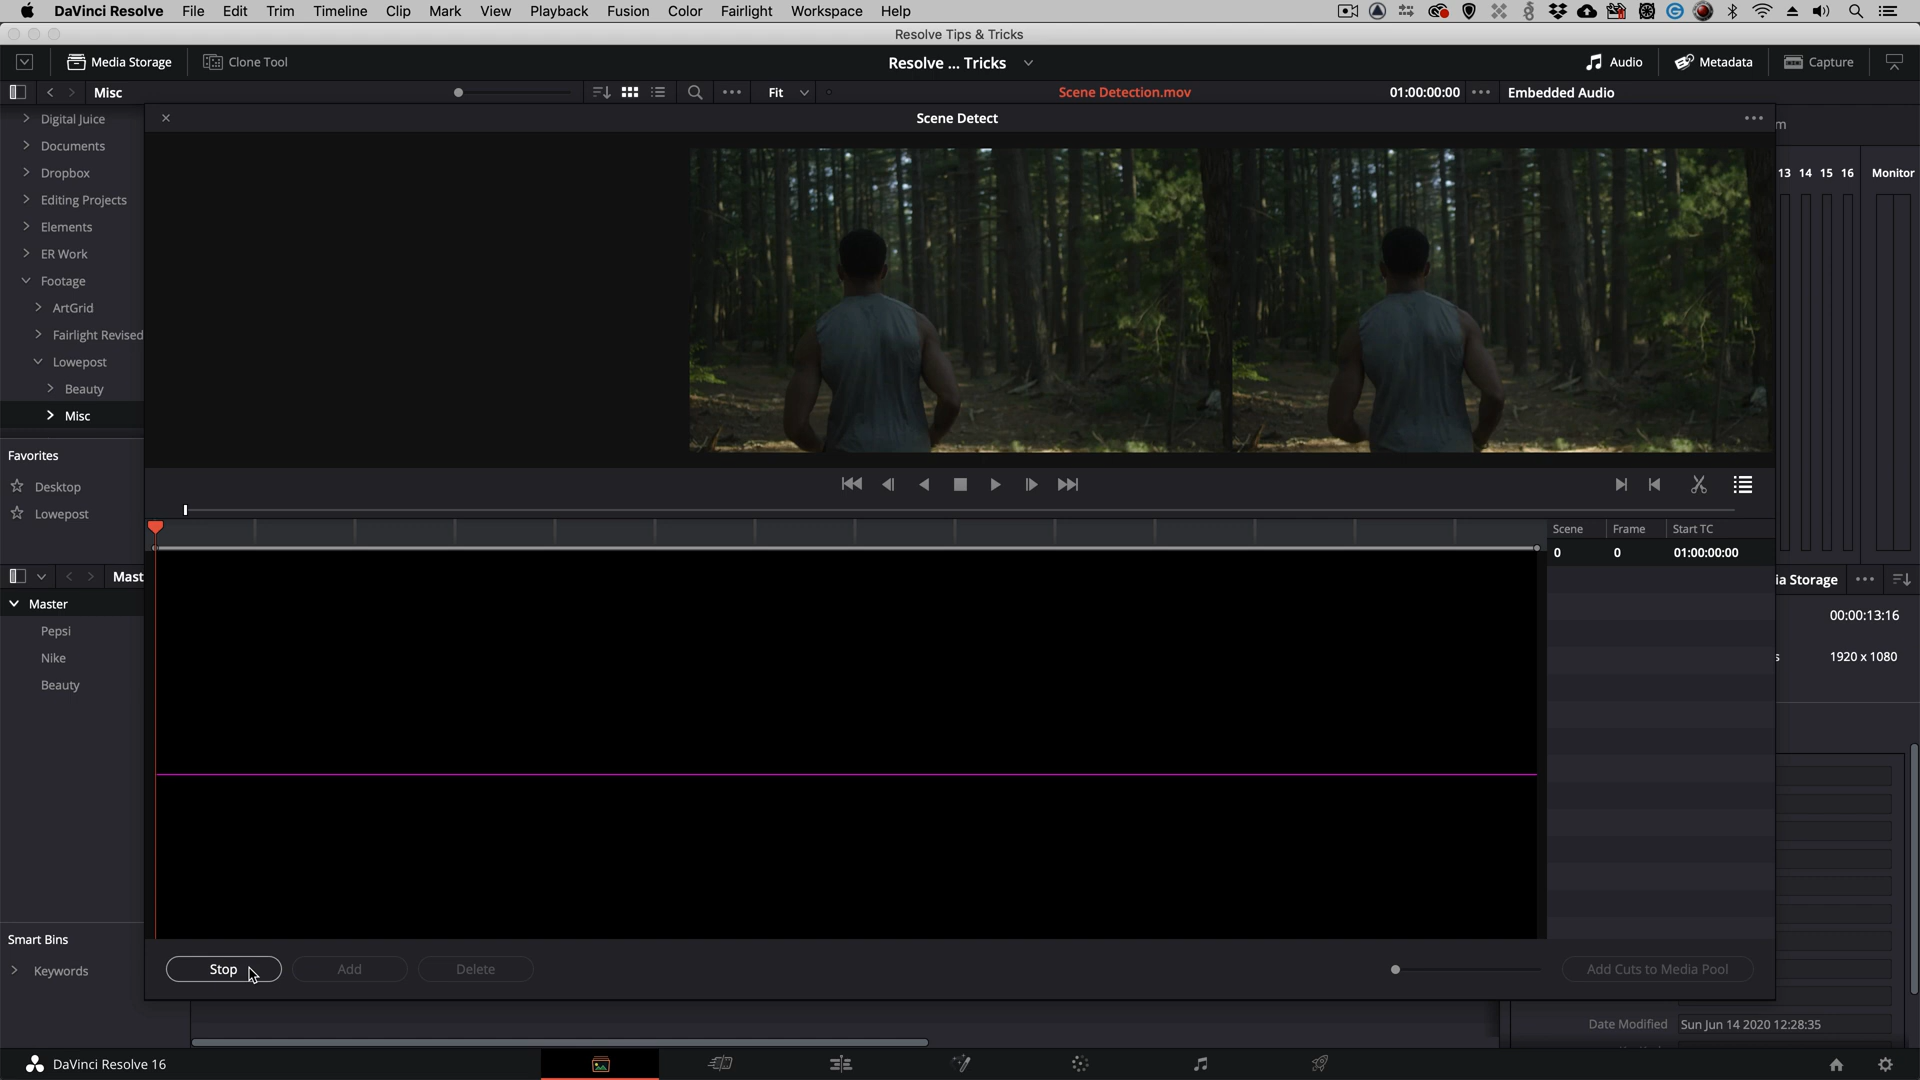 DaVinci Resolve File Edit Trim Timeline Clip Mark View Playback Fusion Color Fairlight Workspace Help
Resolve Tips & Tricks
Media Storage Clone Tool Resolve ... Tricks Audio Metadata Capture
Misc Fit Scene Detection.mov 01:00:00:00 Embedded Audio
Scene Detect
Digital Juice
Documents
Dropbox
Editing Projects
Elements
ER Work
Footage
ArtGrid
Fairlight Revised
Lowepost
Beauty
Misc
Favorites
Desktop
Lowepost
m
13 14 15 16 Monitor
Scene Frame Start TC
0 0 01:00:00:00
Mast
Master
Pepsi
Nike
Beauty
ia Storage
00:00:13:16
s 1920 x 1080
Smart Bins
Keywords
Stop Add Delete Add Cuts to Media Pool
Date Modified Sun Jun 14 2020 12:28:35
DaVinci Resolve 16